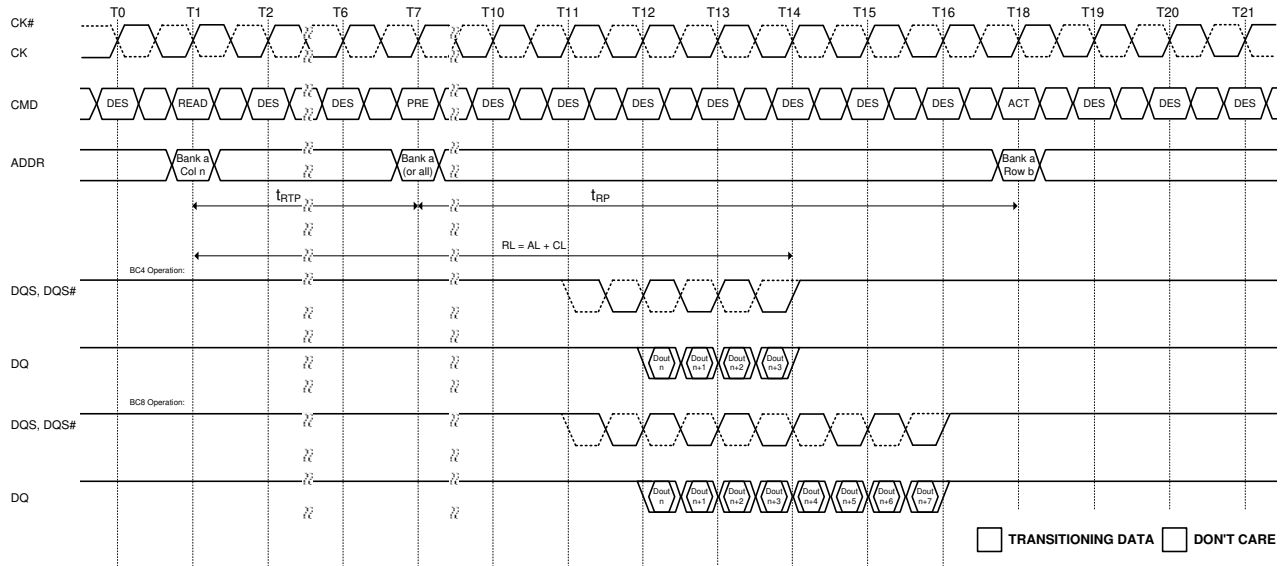 T0 T1 T2 T6 T7 T10 T11 T12 T13 T14 T15 T16 T18 T19 T20 T21
CK#
CK
CMD DES READ DES DES PRE DES DES DES DES DES DES DES ACT DES DES DES
ADDR
Bank a
Col n
Bank a
(or all)
Bank a
Row b
tRTP tRP
RL = AL + CL
BC4 Operation:
DQS, DQS#
DQ
Dout
n
Dout
n+1
Dout
n+2
Dout
n+3
BC8 Operation:
DQS, DQS#
DQ
Dout
n
Dout
n+1
Dout
n+2
Dout
n+3
Dout
n+4
Dout
n+5
Dout
n+6
Dout
n+7
TRANSITIONING DATA DON'T CARE